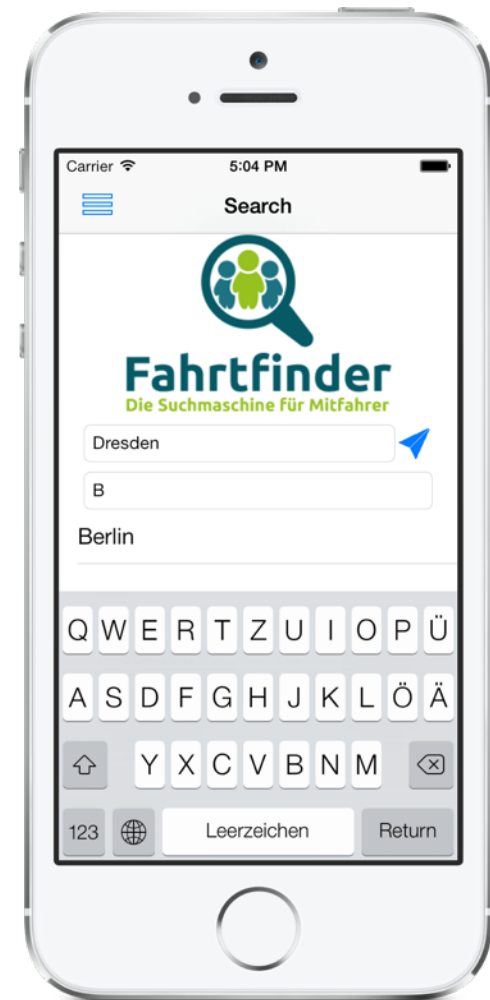 Carrier 5:04 PM
Search
Fahrtfinder
Die Suchmaschine für Mitfahrer
Dresden
B
Berlin
Q W E R T Z U I O P Ü
A S D F G H J K L Ö Ä
Y X C V B N M
123 Leerzeichen Return